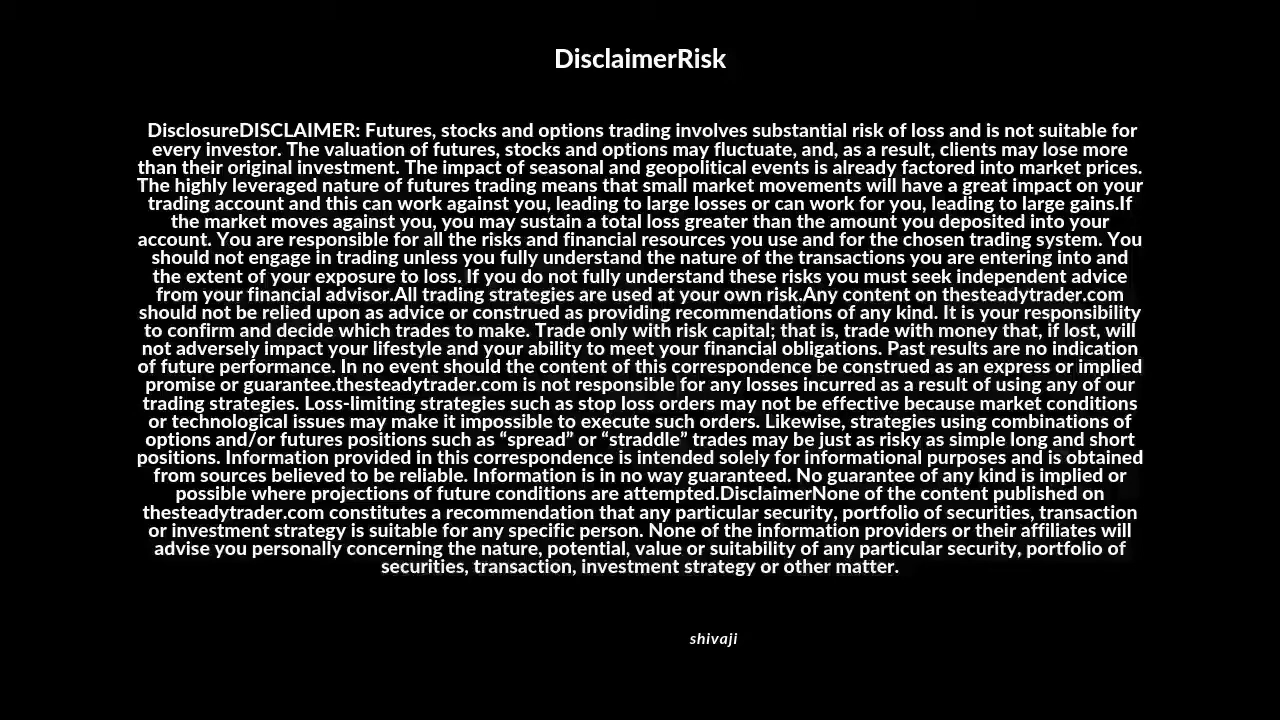 DisclaimerRisk
DisclosureDISCLAIMER: Futures, stocks and options trading involves substantial risk of loss and is not suitable for
every investor. The valuation of futures, stocks and options may fluctuate, and, as a result, clients may lose more
than their original investment. The impact of seasonal and geopolitical events is already factored into market prices.
The highly leveraged nature of futures trading means that small market movements will have a great impact on your
trading account and this can work against you, leading to large losses or can work for you, leading to large gains.If
the market moves against you, you may sustain a total loss greater than the amount you deposited into your
account. You are responsible for all the risks and financial resources you use and for the chosen trading system. You
should not engage in trading unless you fully understand the nature of the transactions you are entering into and
the extent of your exposure to loss. If you do not fully understand these risks you must seek independent advice
from your financial advisor.All trading strategies are used at your own risk.Any content on thesteadytrader.com
should not be relied upon as advice or construed as providing recommendations of any kind. It is your responsibility
to confirm and decide which trades to make. Trade only with risk capital; that is, trade with money that, if lost, will
not adversely impact your lifestyle and your ability to meet your financial obligations. Past results are no indication
of future performance. In no event should the content of this correspondence be construed as an express or implied
promise or guarantee.thesteadytrader.com is not responsible for any losses incurred as a result of using any of our
trading strategies. Loss-limiting strategies such as stop loss orders may not be effective because market conditions
or technological issues may make it impossible to execute such orders. Likewise, strategies using combinations of
options and/or futures positions such as “spread” or “straddle” trades may be just as risky as simple long and short
positions. Information provided in this correspondence is intended solely for informational purposes and is obtained
from sources believed to be reliable. Information is in no way guaranteed. No guarantee of any kind is implied or
possible where projections of future conditions are attempted.DisclaimerNone of the content published on
thesteadytrader.com constitutes a recommendation that any particular security, portfolio of securities, transaction
or investment strategy is suitable for any specific person. None of the information providers or their affiliates will
advise you personally concerning the nature, potential, value or suitability of any particular security, portfolio of
securities, transaction, investment strategy or other matter.
shivaji